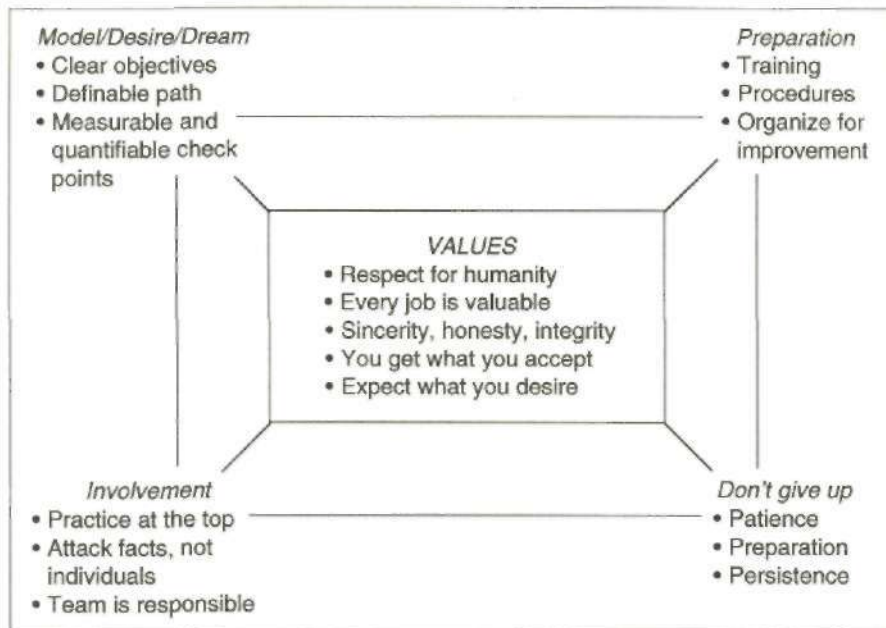 Model/Desire/Dream
• Clear objectives
• Definable path
• Measurable and
quantifiable check
points
Preparation
• Training
• Procedures
• Organize for
improvement
VALUES
• Respect for humanity
• Every job is valuable
• Sincerity, honesty, integrity
• You get what you accept
• Expect what you desire
Involvement
• Practice at the top
• Attack facts, not
individuals
• Team is responsible
Don't give up
• Patience
• Preparation
• Persistence